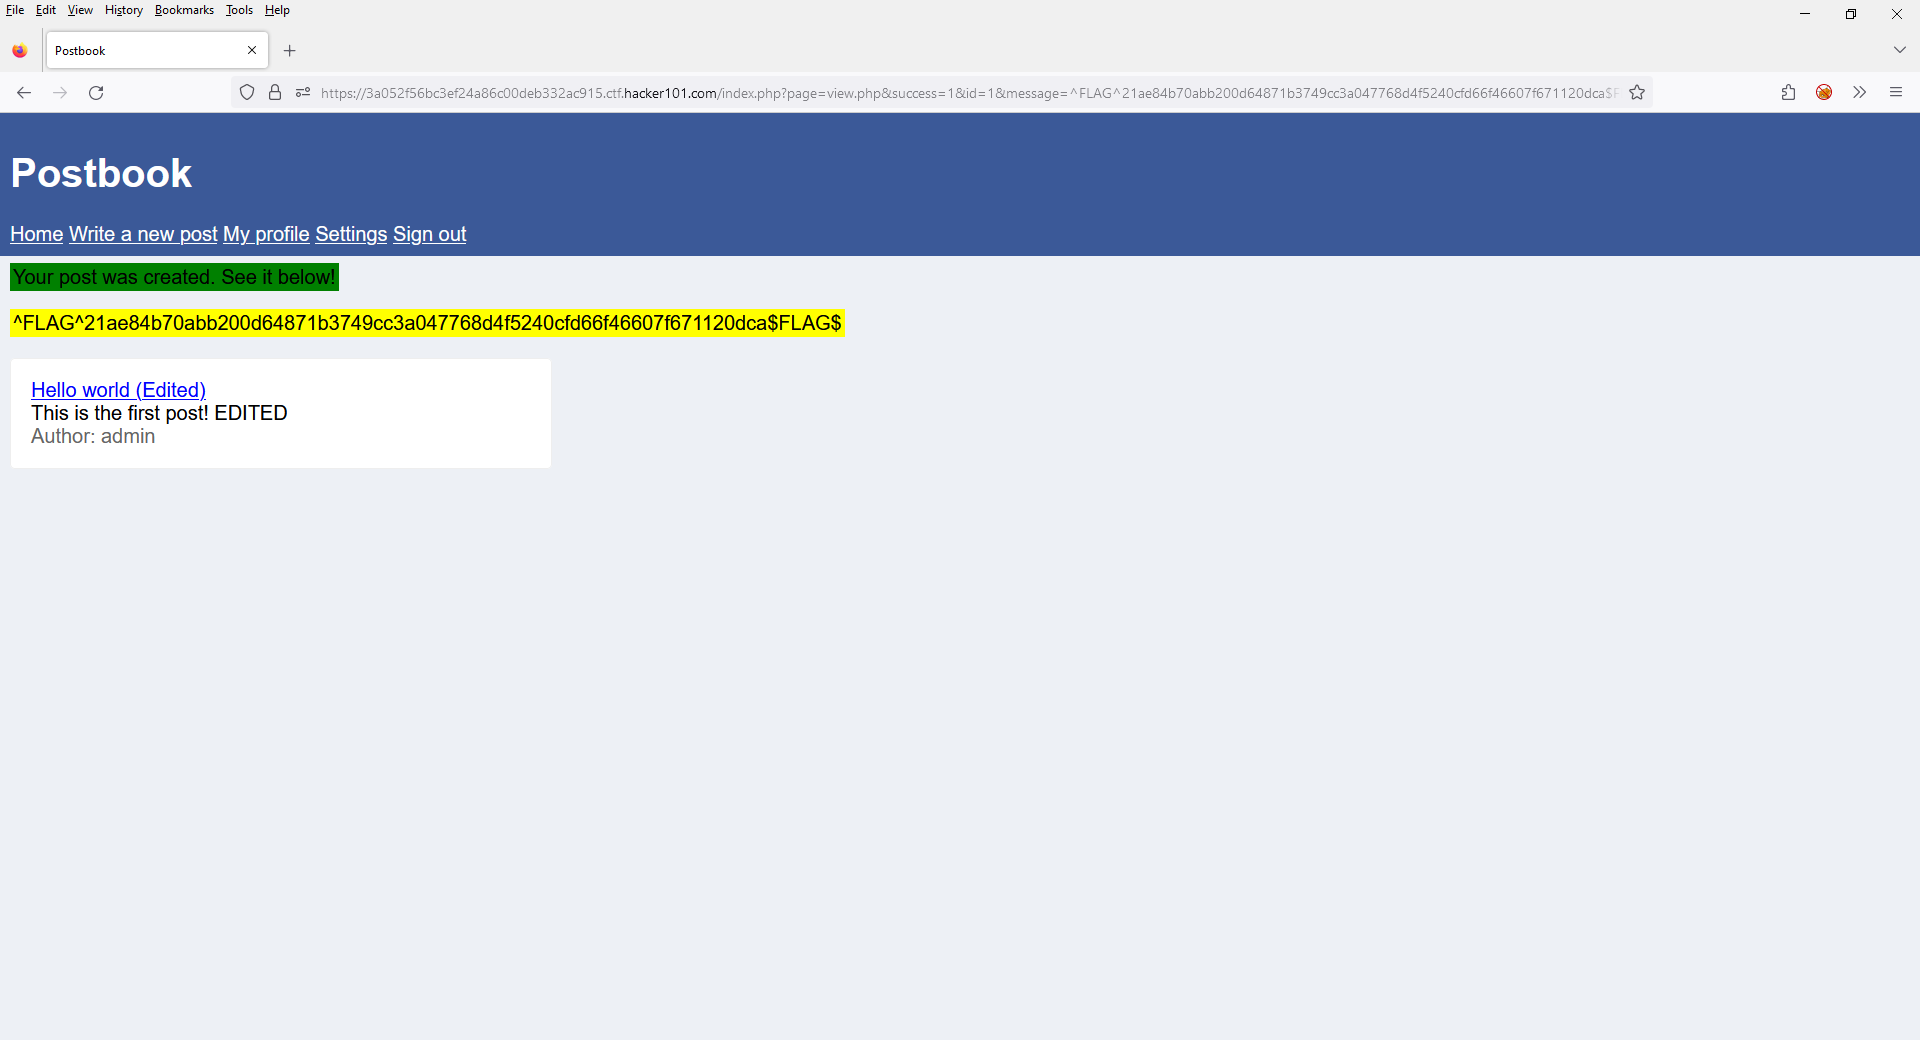 File Edit View History Bookmarks Tools Help
Postbook
https://3a052f56bc3ef24a86c00deb332ac915.ctf.hacker101.com/index.php?page=view.php&success=1&id=1&message=^FLAG^21ae84b70abb200d64871b3749cc3a047768d4f5240cfd66f46607f671120dca$F
Postbook
Home Write a new post My profile Settings Sign out
Your post was created. See it below!
^FLAG^21ae84b70abb200d64871b3749cc3a047768d4f5240cfd66f46607f671120dca$FLAG$
Hello world (Edited)
This is the first post! EDITED
Author: admin